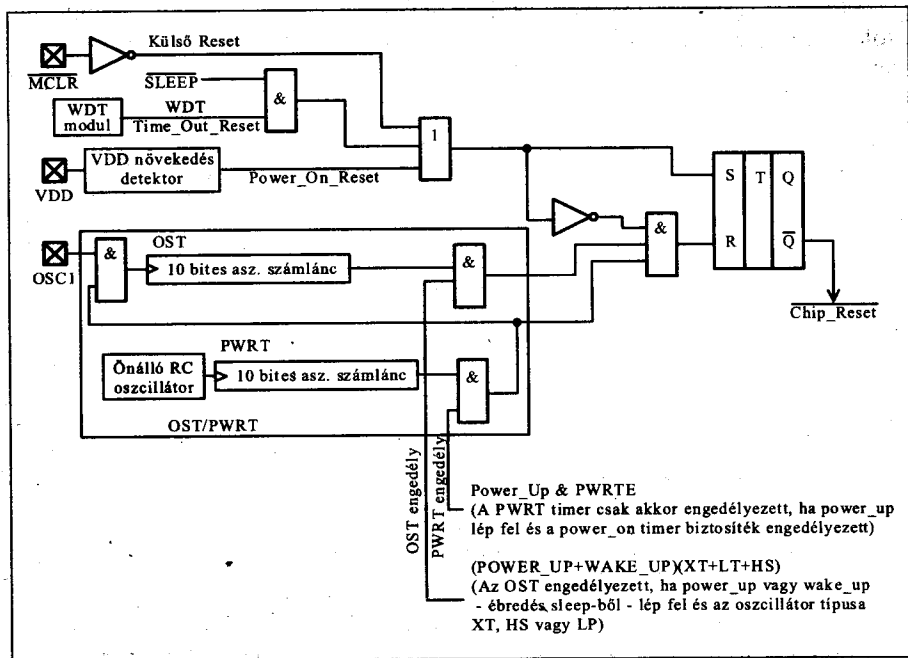 Külső Reset
MCLR
SLEEP
&
WDT
modul
WDT
Time_Out_Reset
1
VDD növekedés
detektor
VDD
Power_On_Reset
S T Q
R Q
&
Chip_Reset
OSC1
&
OST
10 bites asz. számlánc
&
PWRT
Önálló RC
oszcillátor
10 bites asz. számlánc
&
OST/PWRT
OST engedély
PWRT engedély
Power_Up & PWRTE
(A PWRT timer csak akkor engedélyezett, ha power_up
lép fel és a power_on timer biztosíték engedélyezett)
(POWER_UP+WAKE_UP)(XT+LT+HS)
(Az OST engedélyezett, ha power_up vagy wake_up
- ébredés sleep-ből - lép fel és az oszcillátor típusa
XT, HS vagy LP)